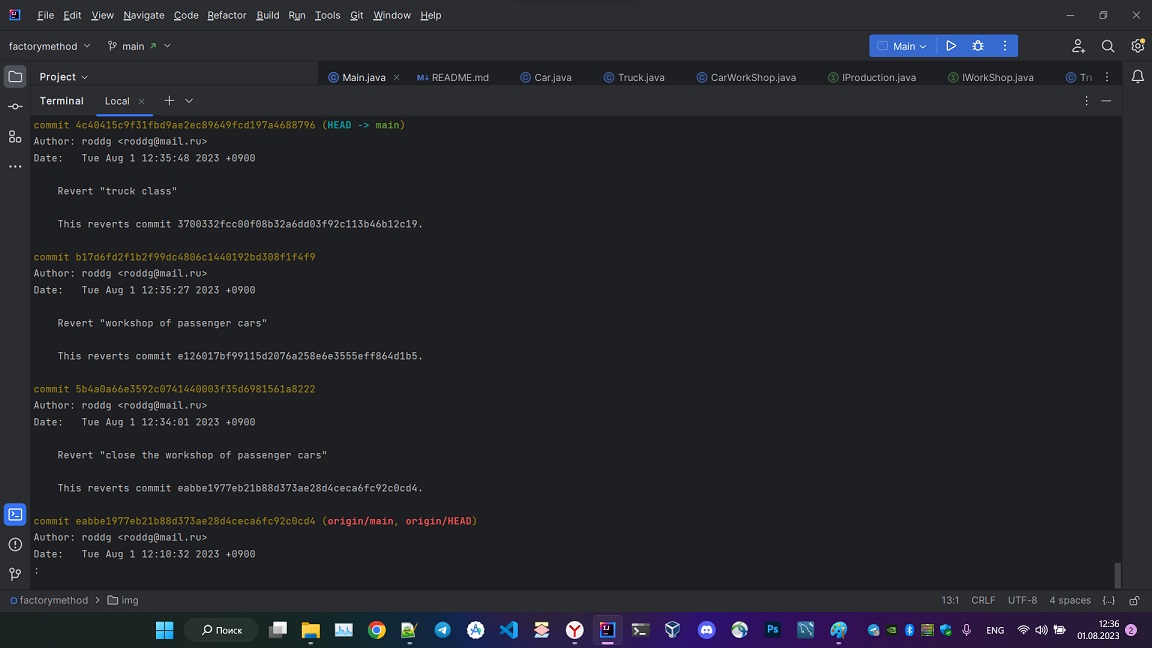 File Edit View Navigate Code Refactor Build Run Tools Git Window Help
factorymethod main Main
Project Main.java README.md Car.java Truck.java CarWorkShop.java IProduction.java IWorkShop.java
Terminal Local
commit 4c40415c9f31fbd9ae2ec89649fcd197a4688796 (HEAD -> main)
Author: roddg <roddg@mail.ru>
Date:   Tue Aug 1 12:35:48 2023 +0900
Revert "truck class"
This reverts commit 3700332fcc00f08b32a6dd03f92c113b46b12c19.
commit b17d6fd2f1b2f99dc4806c1440192bd308f1f4f9
Author: roddg <roddg@mail.ru>
Date:   Tue Aug 1 12:35:27 2023 +0900
Revert "workshop of passenger cars"
This reverts commit e126017bf99115d2076a258e6e3555eff864d1b5.
commit 5b4a0a66e3592c0741440003f35d6981561a8222
Author: roddg <roddg@mail.ru>
Date:   Tue Aug 1 12:34:01 2023 +0900
Revert "close the workshop of passenger cars"
This reverts commit eabbe1977eb21b88d373ae28d4ceca6fc92c0cd4.
commit eabbe1977eb21b88d373ae28d4ceca6fc92c0cd4 (origin/main, origin/HEAD)
Author: roddg <roddg@mail.ru>
Date:   Tue Aug 1 12:10:32 2023 +0900
:
factorymethod > img 13:1 CRLF UTF-8 4 spaces {..}
Поиск ENG 12:36
01.08.2023 2